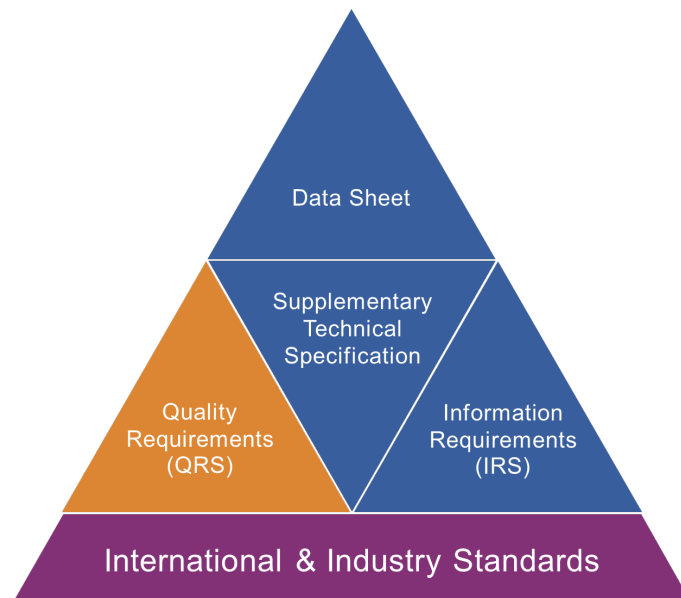 Data Sheet
Supplementary
Technical
Specification
Quality
Requirements
(QRS)
Information
Requirements
(IRS)
International & Industry Standards